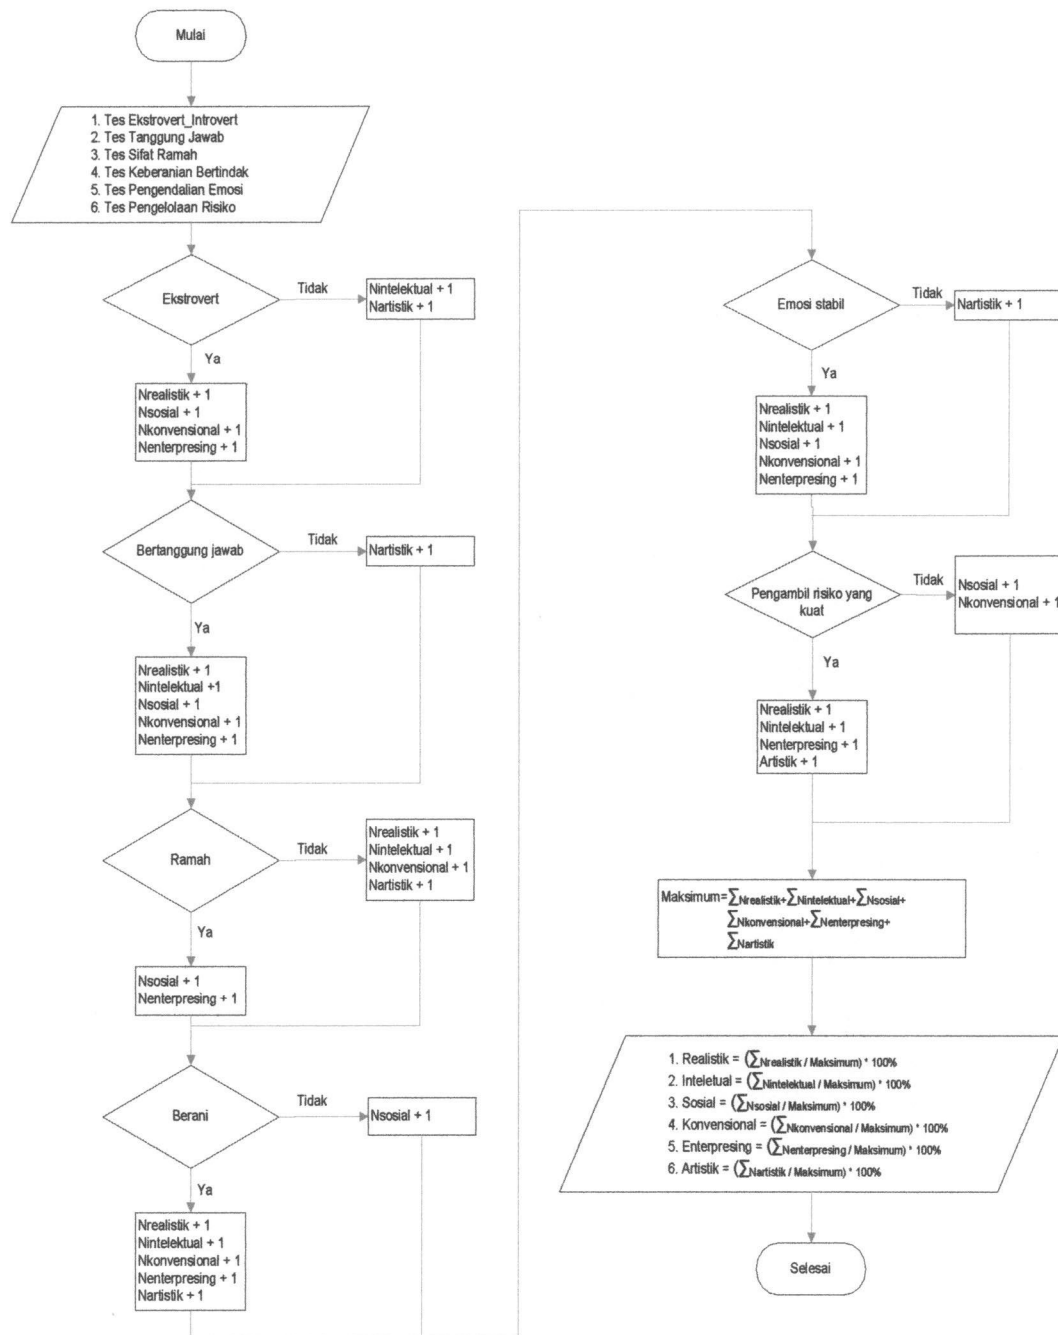 Mulai
1. Tes Ekstrovert_Introvert
2. Tes Tanggung Jawab
3. Tes Sifat Ramah
4. Tes Keberanian Bertindak
5. Tes Pengendalian Emosi
6. Tes Pengelolaan Risiko
Ekstrovert
Tidak
Nintelektual + 1
Nartistik + 1
Ya
Nrealistik + 1
Nsosial + 1
Nkonvensional + 1
Nenterpresing + 1
Bertanggung jawab
Tidak
Nartistik + 1
Ya
Nrealistik + 1
Nintelektual +1
Nsosial + 1
Nkonvensional + 1
Nenterpresing + 1
Ramah
Tidak
Nrealistik + 1
Nintelektual + 1
Nkonvensional + 1
Nartistik + 1
Ya
Nsosial + 1
Nenterpresing + 1
Berani
Tidak
Nsosial + 1
Ya
Nrealistik + 1
Nintelektual + 1
Nkonvensional + 1
Nenterpresing + 1
Nartistik + 1
Emosi stabil
Tidak
Nartistik + 1
Ya
Nrealistik + 1
Nintelektual + 1
Nsosial + 1
Nkonvensional + 1
Nenterpresing + 1
Pengambil risiko yang
kuat
Tidak
Nsosial + 1
Nkonvensional + 1
Ya
Nrealistik + 1
Nintelektual + 1
Nenterpresing + 1
Artistik + 1
Maksimum=∑Nrealistik+∑Nintelektual+∑Nsosial+
∑Nkonvensional+∑Nenterpresing+
∑Nartistik
1. Realistik = (∑Nrealistik / Maksimum) * 100%
2. Inteletual = (∑Nintelektual / Maksimum) * 100%
3. Sosial = (∑Nsosial / Maksimum) * 100%
4. Konvensional = (∑Nkonvensional / Maksimum) * 100%
5. Enterpresing = (∑Nenterpresing / Maksimum) * 100%
6. Artistik = (∑Nartistik / Maksimum) * 100%
Selesai